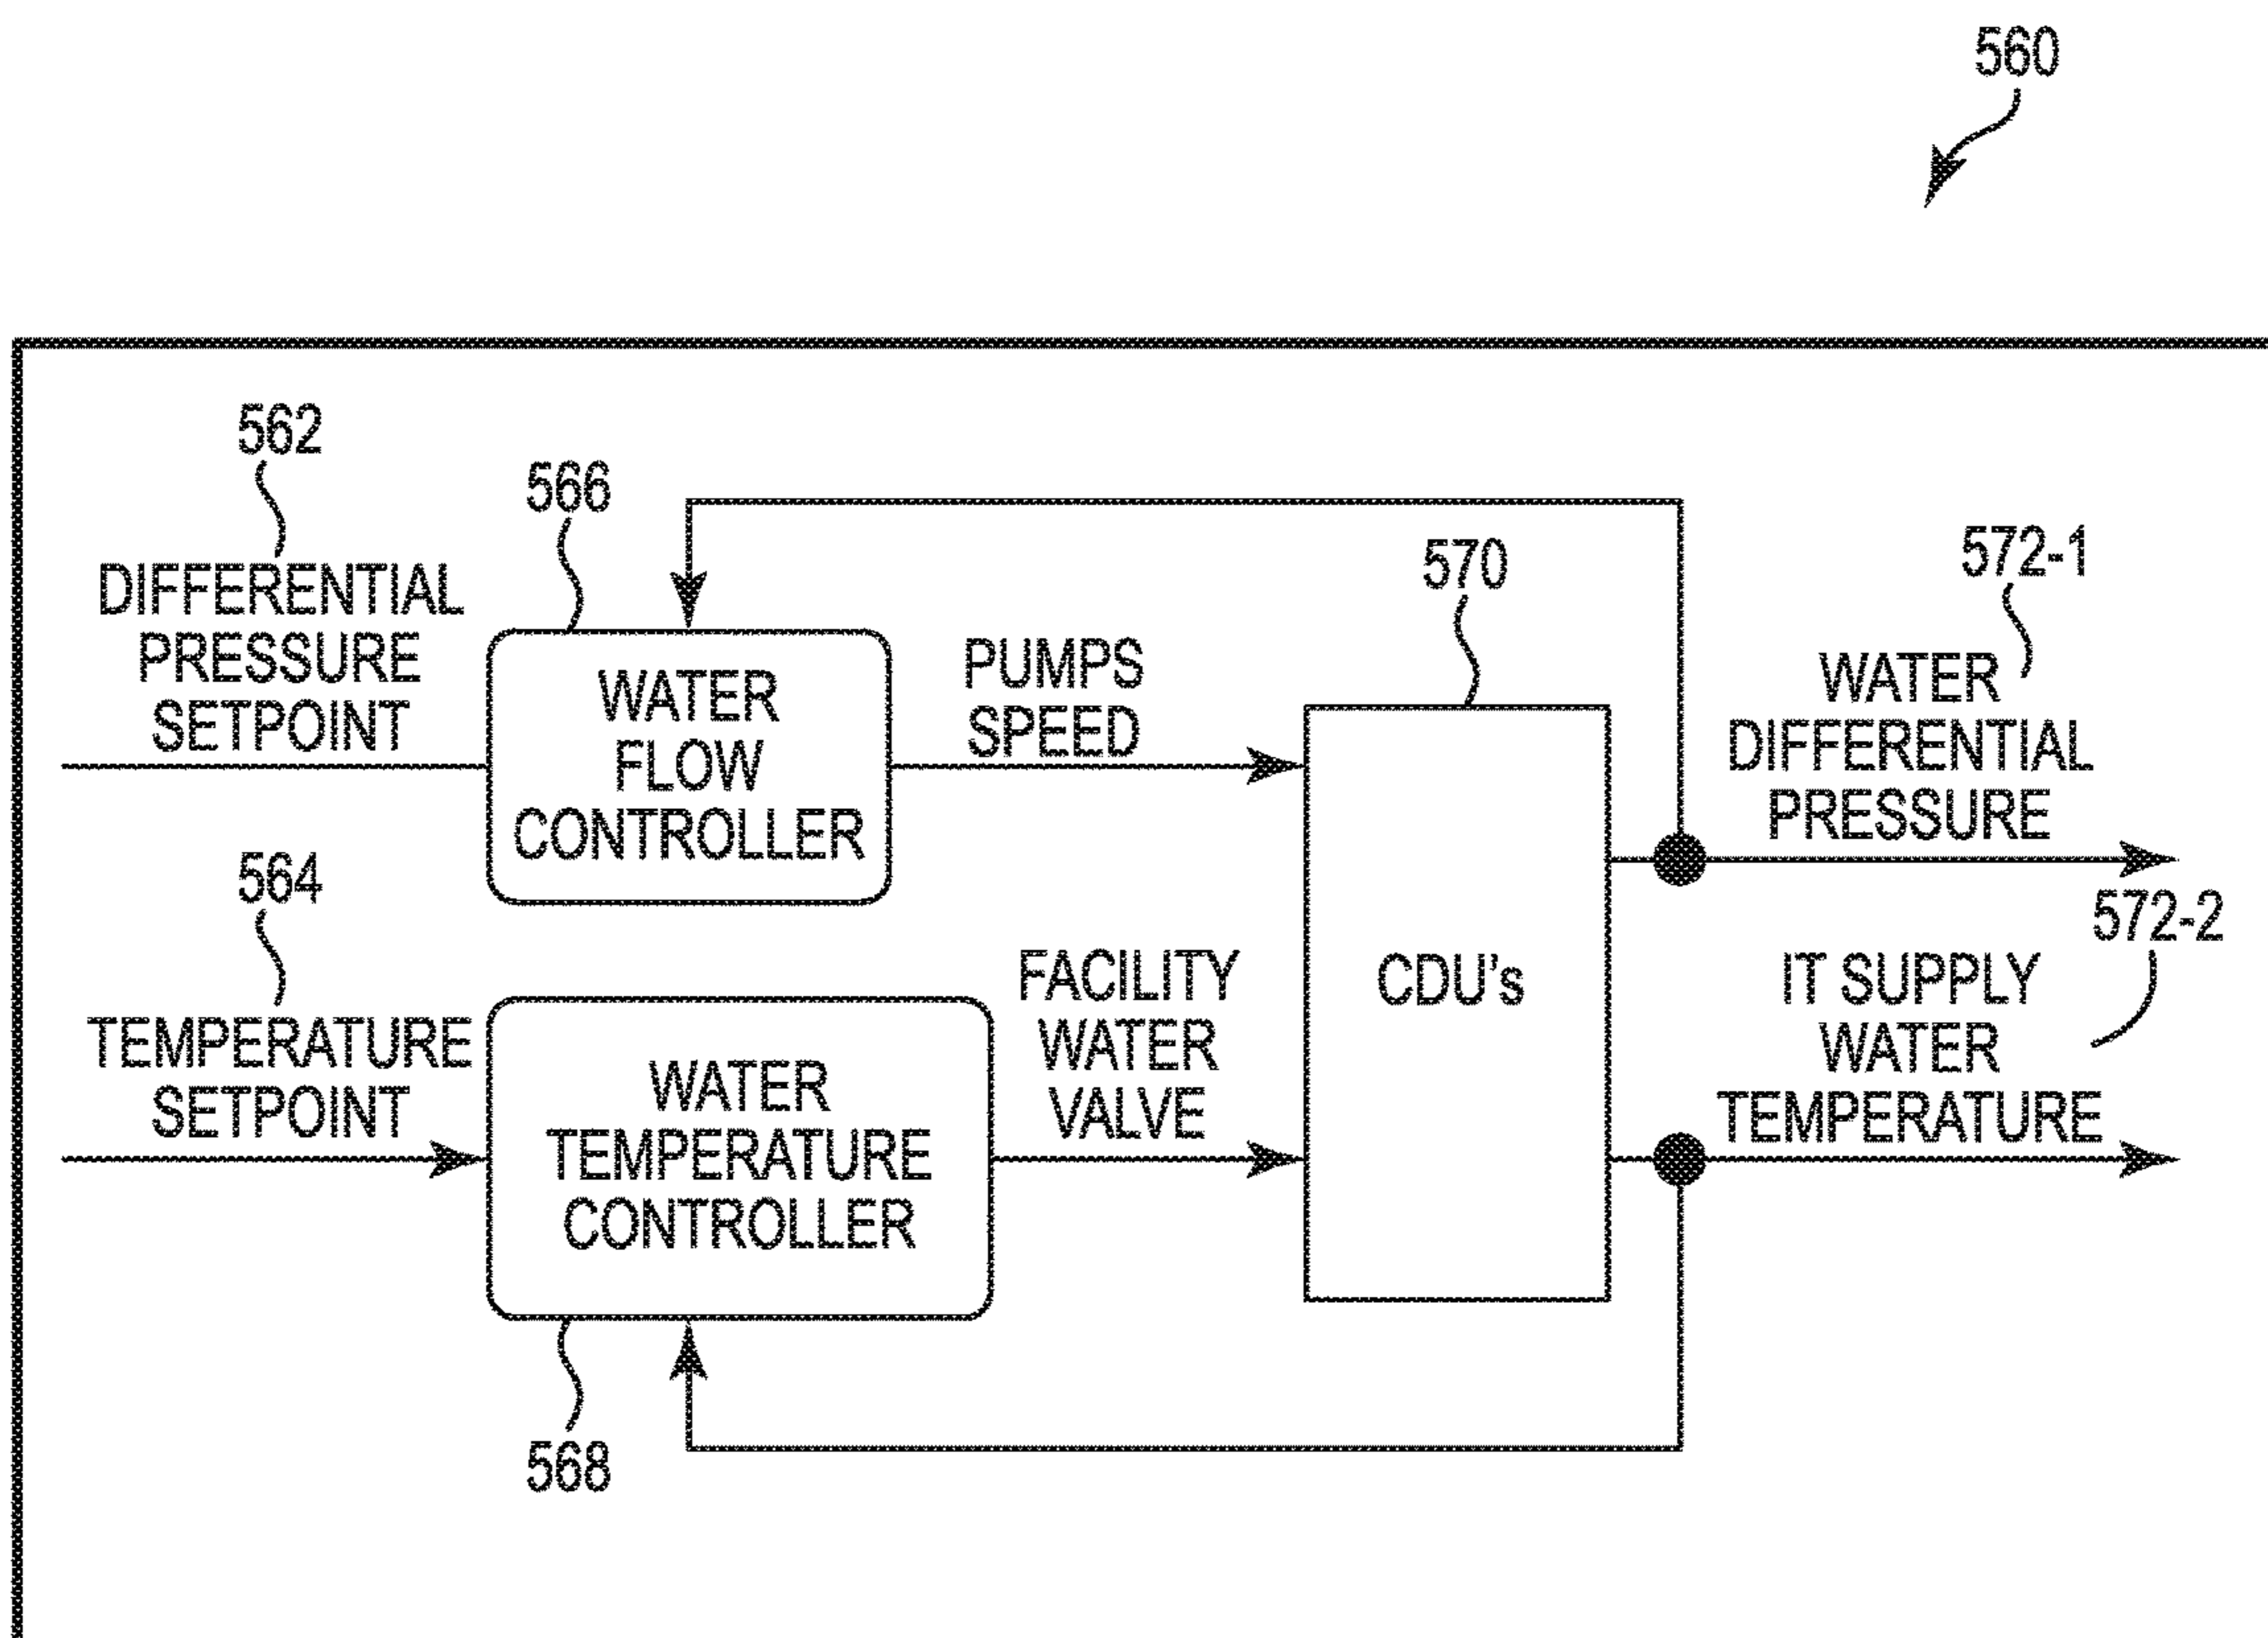 560
562
DIFFERENTIAL
PRESSURE
SETPOINT
566
WATER
FLOW
CONTROLLER
PUMPS
SPEED
570
CDU's
572-1
WATER
DIFFERENTIAL
PRESSURE
564
TEMPERATURE
SETPOINT
WATER
TEMPERATURE
CONTROLLER
568
FACILITY
WATER
VALVE
572-2
IT SUPPLY
WATER
TEMPERATURE